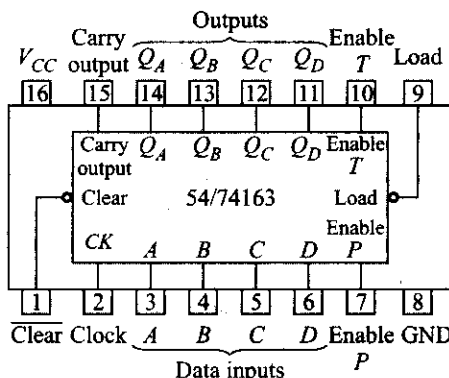 Outputs
V_CC Carry output Q_A Q_B Q_C Q_D Enable T Load
16 15 14 13 12 11 10 9
Carry output Q_A Q_B Q_C Q_D Enable T
Clear 54/74163 Load
CK A B C D Enable P
1 2 3 4 5 6 7 8
C̅l̅e̅a̅r̅ Clock A B C D Enable P GND
Data inputs